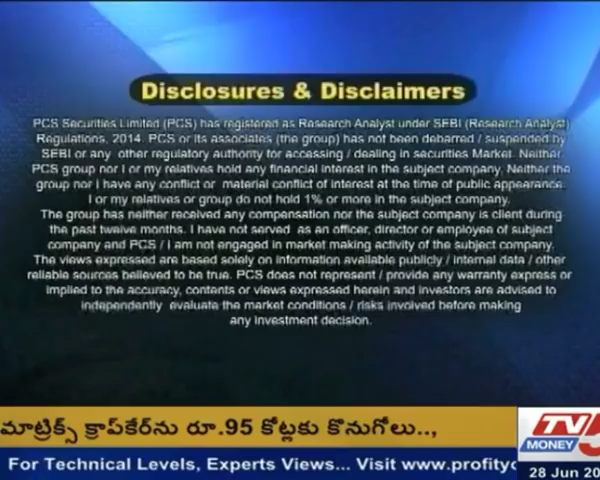 Disclosures & Disclaimers
PCS Securities Limited (PCS) has registered as Research Analyst under SEBI (Research Analyst)
Regulations, 2014. PCS or its associates (the group) has not been debarred / suspended by
SEBI or any other regulatory authority for accessing / dealing in securities Market. Neither
PCS group nor I or my relatives hold any financial interest in the subject company. Neither the
group nor I have any conflict or material conflict of interest at the time of public appearance.
I or my relatives or group do not hold 1% or more in the subject company.
The group has neither received any compensation nor the subject company is client during
the past twelve months. I have not served as an officer, director or employee of subject
company and PCS / I am not engaged in market making activity of the subject company.
The views expressed are based solely on information available publicly / internal data / other
reliable sources believed to be true. PCS does not represent / provide any warranty express or
implied to the accuracy, contents or views expressed herein and investors are advised to
independently evaluate the market conditions / risks involved before making
any investment decision.
మాట్రిక్స్ క్రాప్‌కేర్‌ను రూ.95 కోట్లకు కొనుగోలు..,
TV5
MONEY
For Technical Levels, Experts Views... Visit www.profityc
28 Jun 20